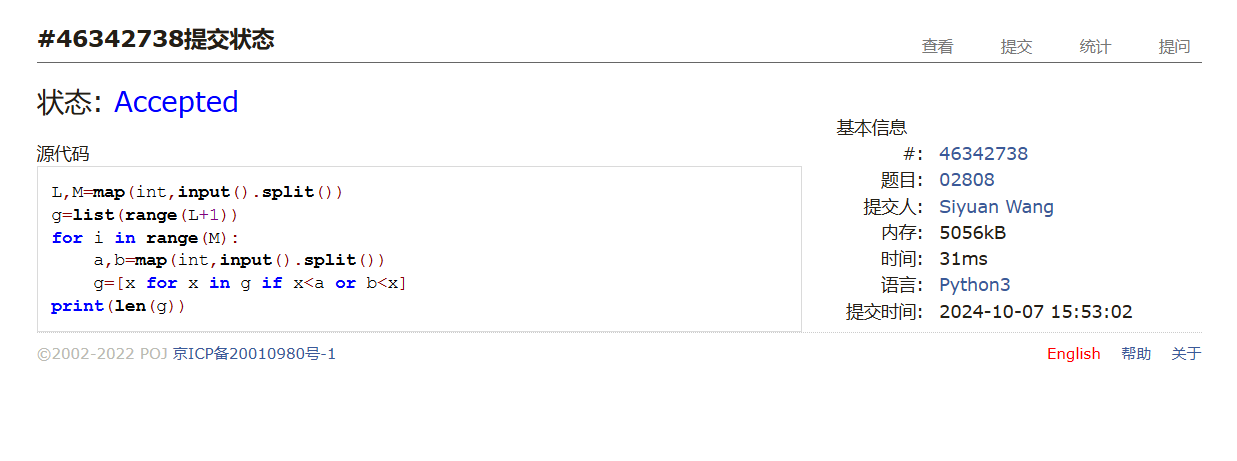 #46342738提交状态
查看 提交 统计 提问
状态: Accepted
源代码
L,M=map(int,input().split())
g=list(range(L+1))
for i in range(M):
    a,b=map(int,input().split())
    g=[x for x in g if x<a or b<x]
print(len(g))
基本信息
#: 46342738
题目: 02808
提交人: Siyuan Wang
内存: 5056kB
时间: 31ms
语言: Python3
提交时间: 2024-10-07 15:53:02
©2002-2022 POJ 京ICP备20010980号-1
English 帮助 关于